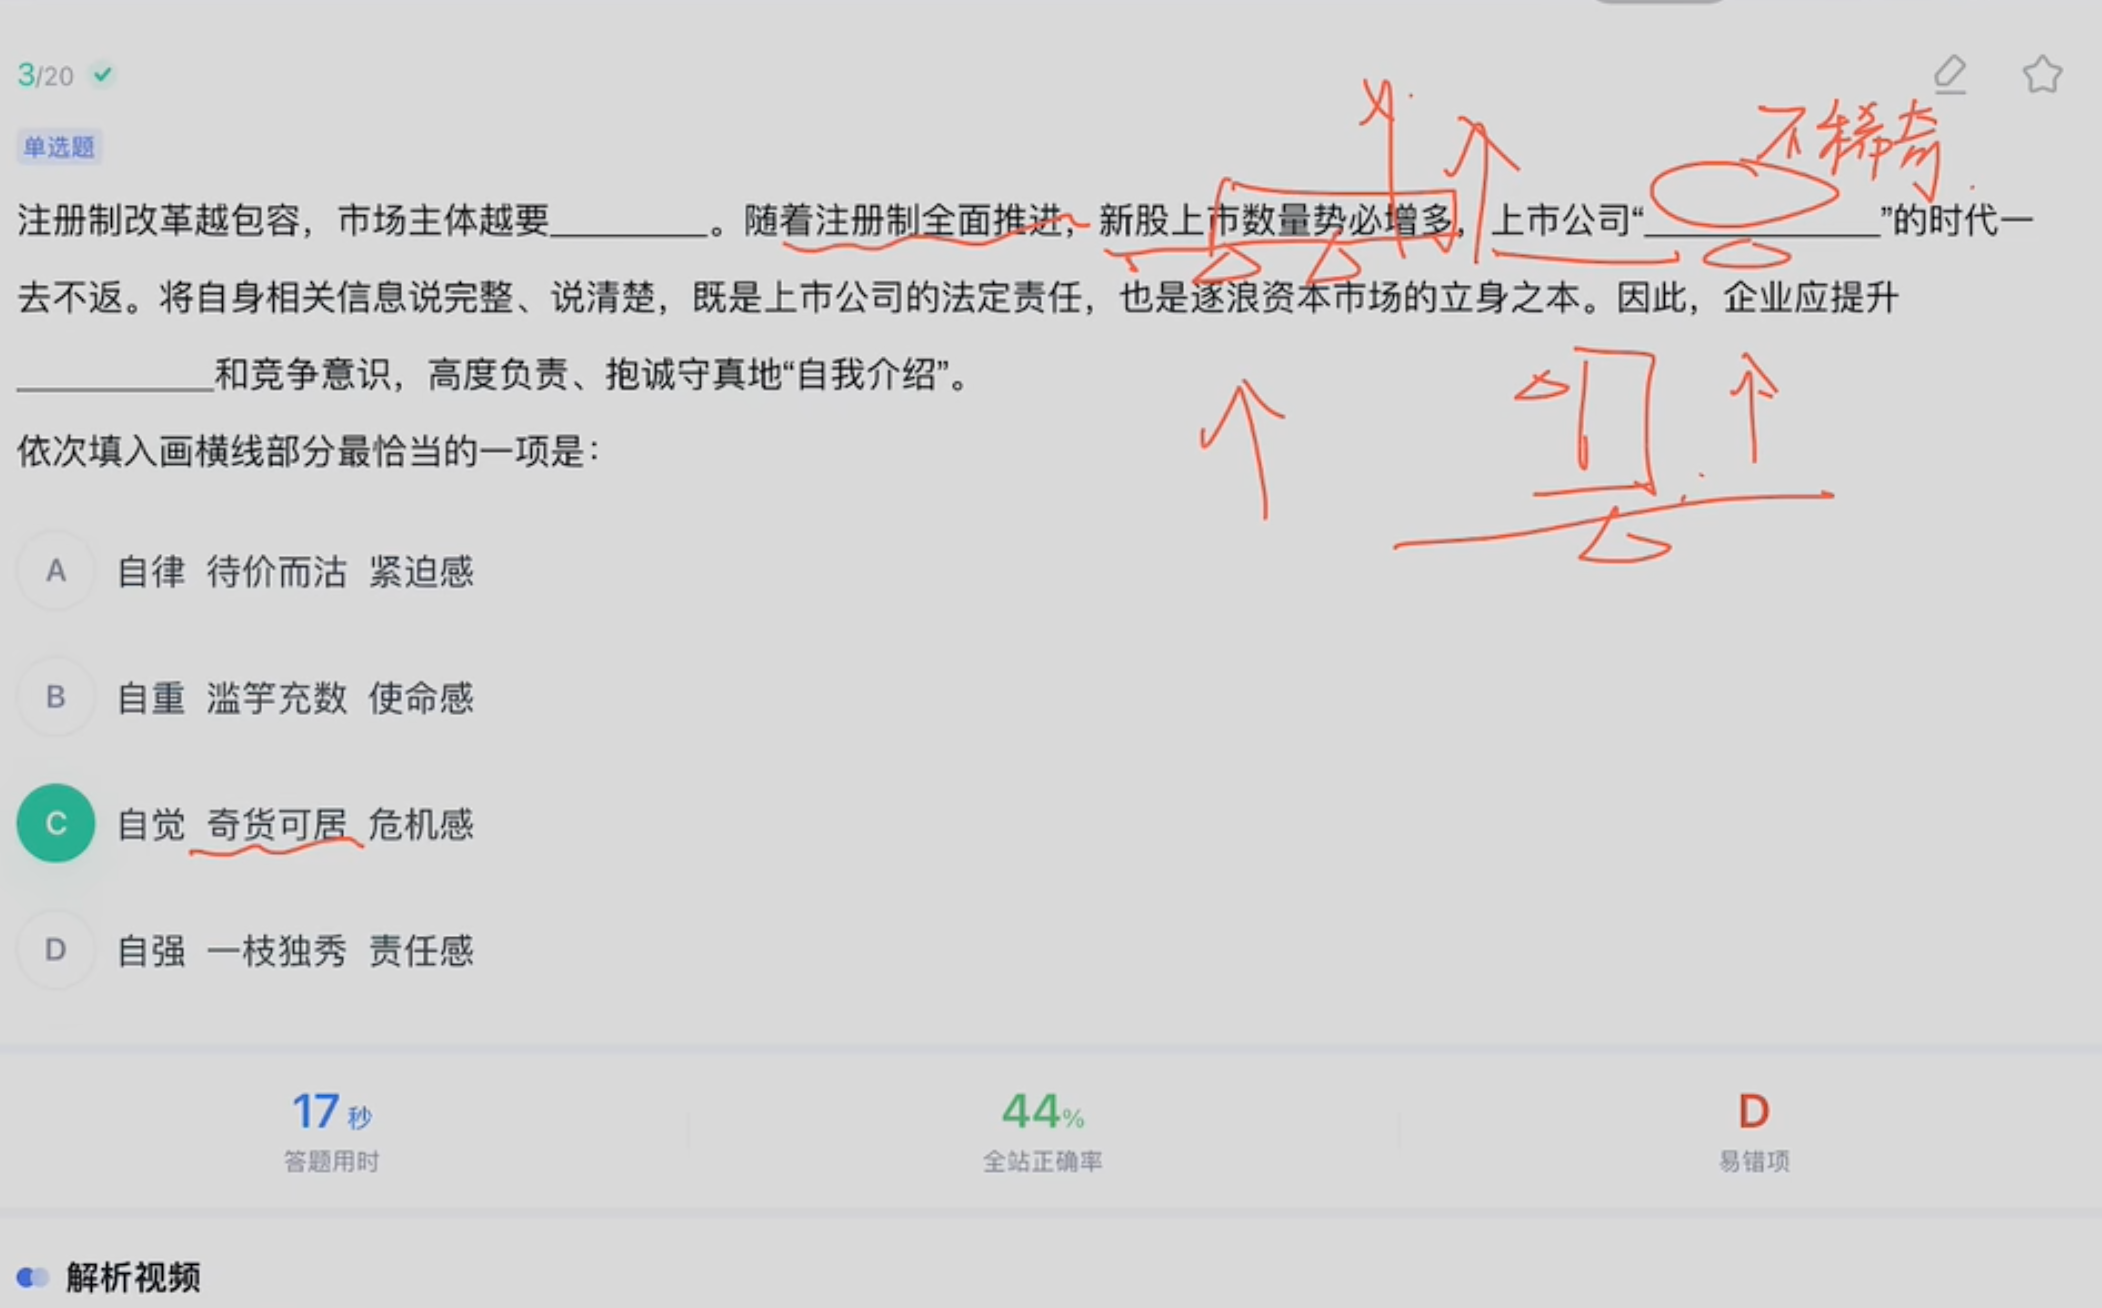 3/20
不稀奇
单选题
注册制改革越包容，市场主体越要________。随着注册制全面推进，新股上市数量势必增多，上市公司“____________”的时代一
去不返。将自身相关信息说完整、说清楚，既是上市公司的法定责任，也是逐浪资本市场的立身之本。因此，企业应提升
__________和竞争意识，高度负责、抱诚守真地“自我介绍”。
依次填入画横线部分最恰当的一项是：
A 自律 待价而沽 紧迫感
B 自重 滥竽充数 使命感
C 自觉 奇货可居 危机感
D 自强 一枝独秀 责任感
17秒 44% D
答题用时 全站正确率 易错项
解析视频